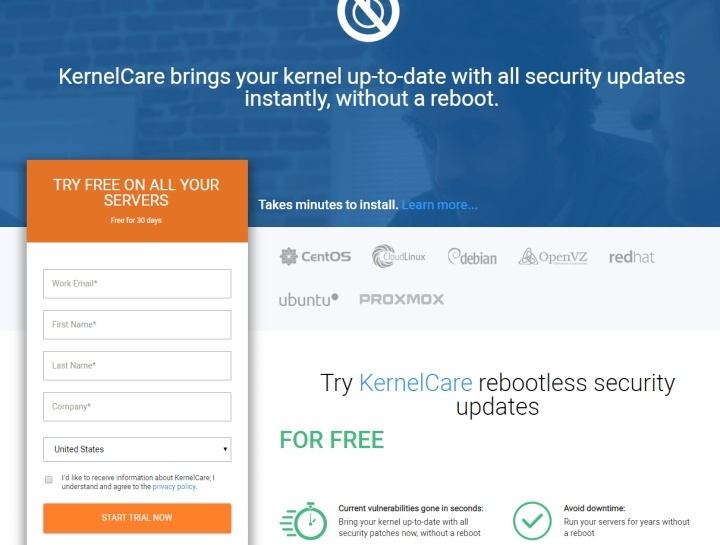 KernelCare brings your kernel up-to-date with all security updates
instantly, without a reboot.
TRY FREE ON ALL YOUR
SERVERS
Free for 30 days
Takes minutes to install. Learn more...
Work Email*
First Name*
Last Name*
Company*
United States
I'd like to receive information about KernelCare; I
understand and agree to the privacy policy.
START TRIAL NOW
CentOS CloudLinux debian OpenVZ redhat
ubuntu PROXMOX
Try KernelCare rebootless security
updates
FOR FREE
Current vulnerabilities gone in seconds:
Bring your kernel up-to-date with all
security patches now, without a reboot
Avoid downtime:
Run your servers for years without
a reboot